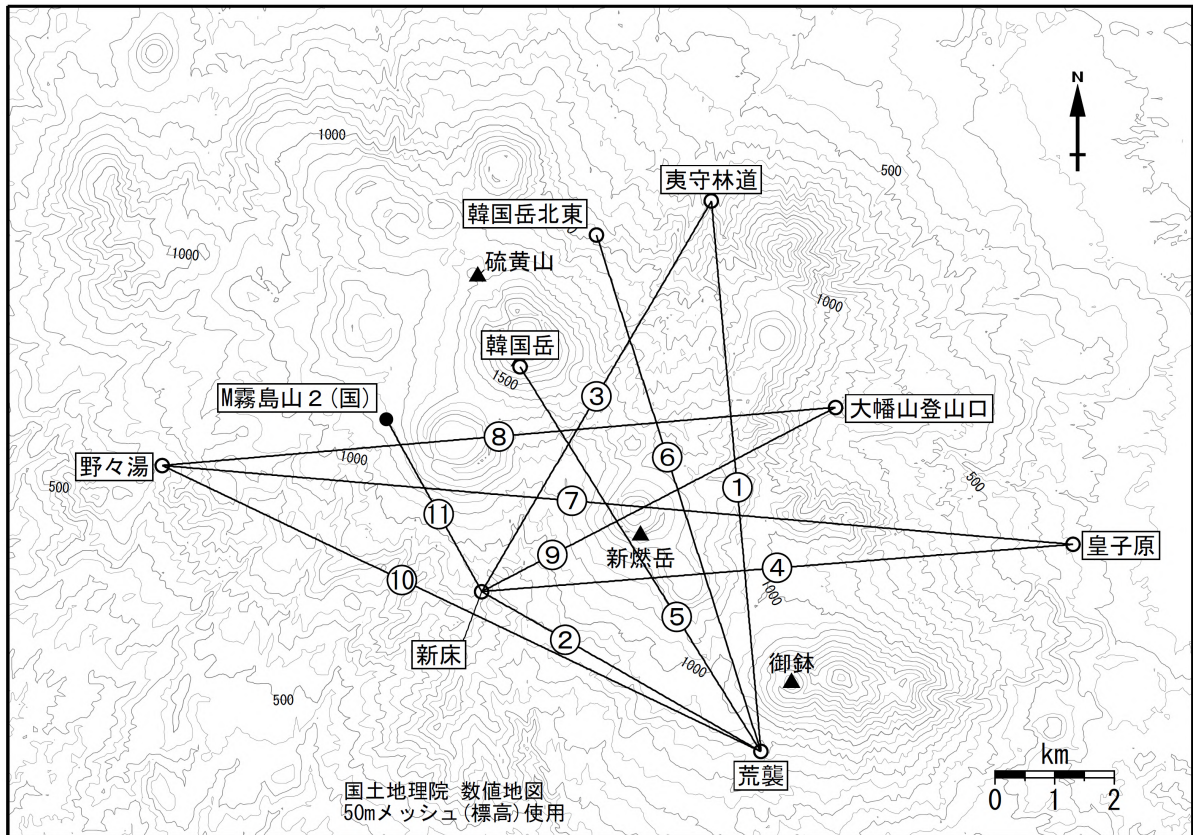 N
1000
500
夷守林道
韓国岳北東
1000
硫黄山
1000
韓国岳
1500
③
M霧島山2(国)
大幡山登山口
⑧
1000
野々湯
⑥
500
①
500
⑦
⑪
新燃岳
皇子原
⑨
④
⑩
1000
⑤
②
新床
1000
御鉢
500
km
荒襲
国土地理院 数値地図
50mメッシュ(標高)使用
0 1 2